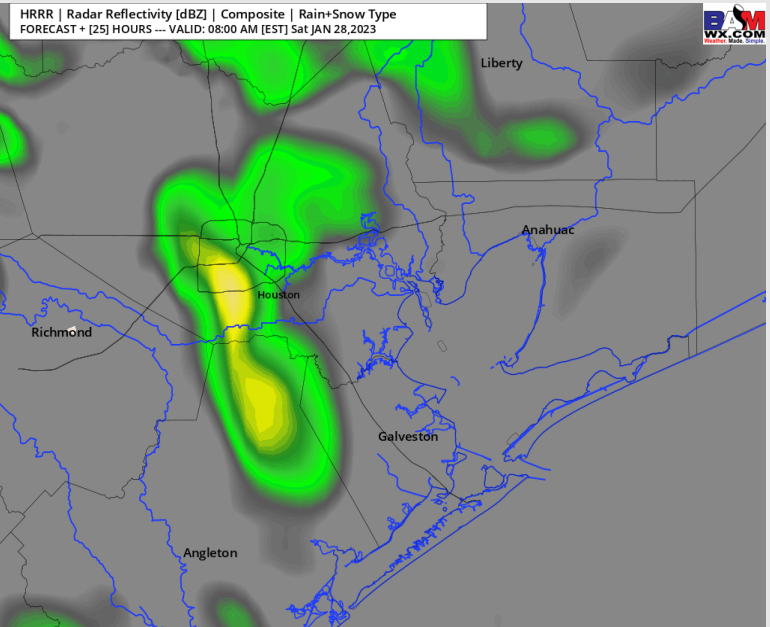 HRRR | Radar Reflectivity [dBZ] | Composite | Rain+Snow Type
FORECAST + [25] HOURS --- VALID: 08:00 AM [EST] Sat JAN 28,2023
BAM
WX.COM
Weather. Made. Simple.
Liberty
Anahuac
Houston
Richmond
Galveston
Angleton